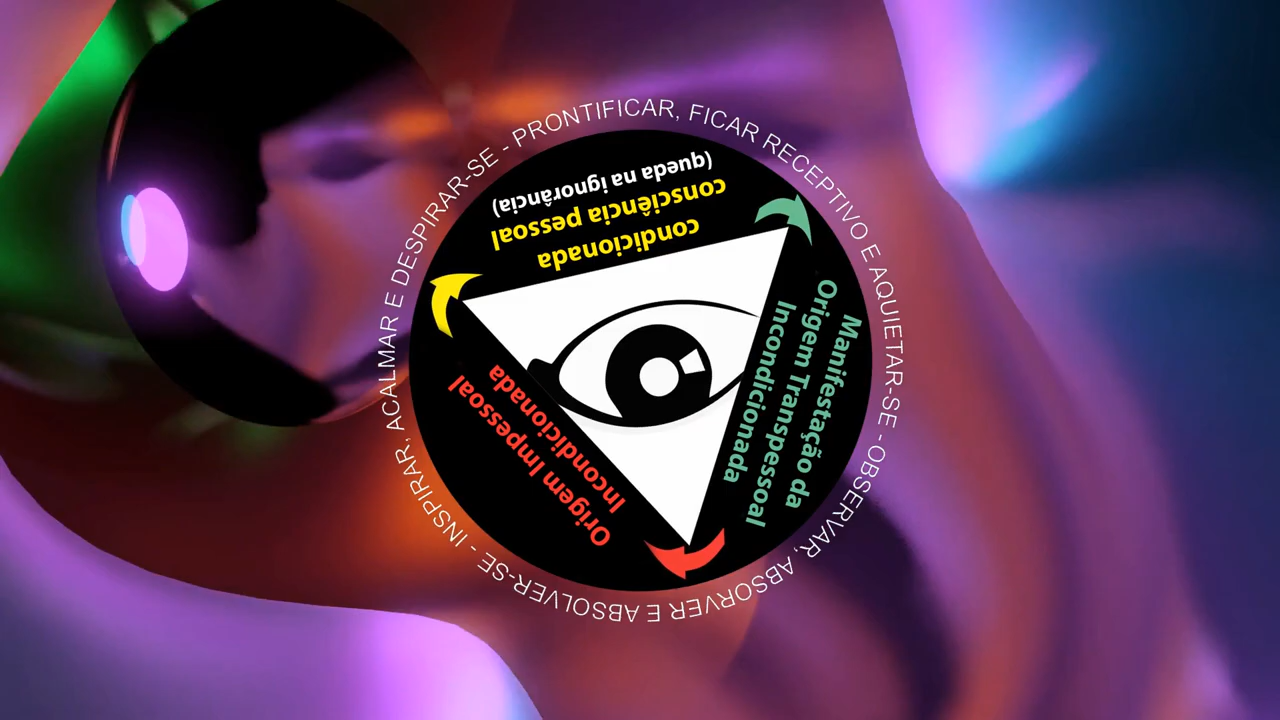 PRONTIFICAR, FICAR RECEPTIVO E AQUIETAR-SE - OBSERVAR, ABSORVER E ABSOLVER-SE - INSPIRAR, ACALMAR E DESPIRAR-SE -
condicionada
consciência pessoal
(queda na ignorância)
Manifestação da
Origem Transpessoal
Incondicionada
Origem Impessoal
Incondicionada